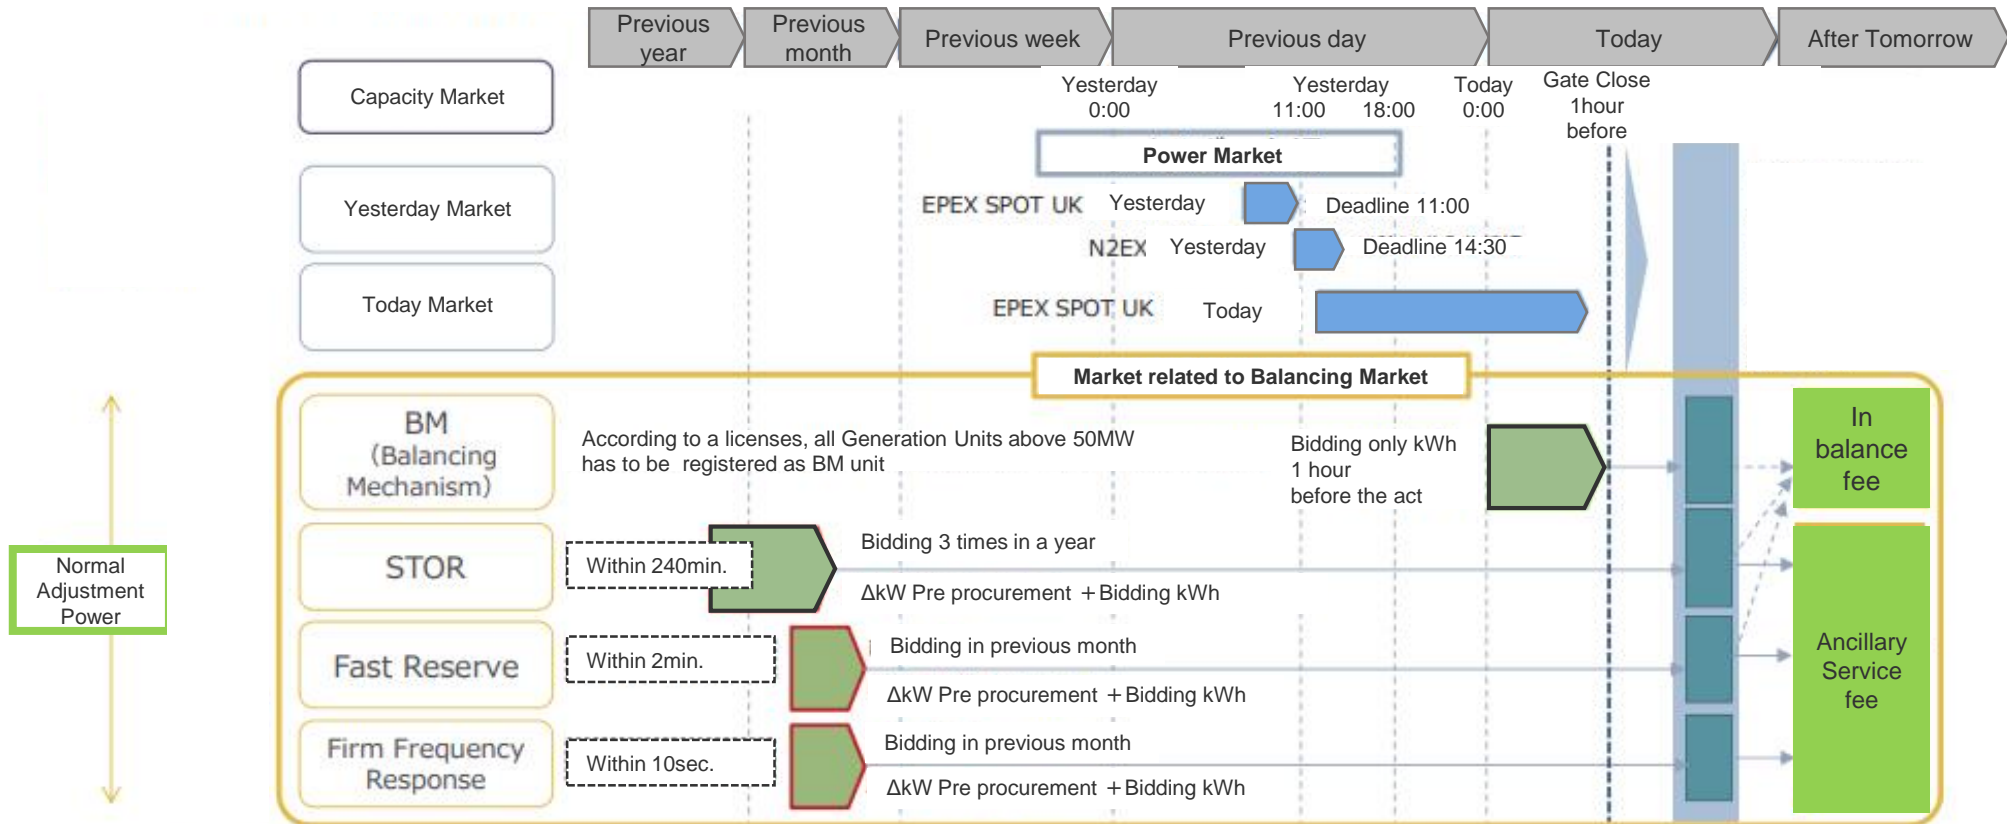 Previous
year
Previous
month
Previous week
Previous day
Today
After Tomorrow
Capacity Market
Yesterday
0:00
Yesterday
11:00
18:00
Today
0:00
Gate Close
1hour
before
Power Market
Yesterday Market
EPEX SPOT UK
Yesterday
Deadline 11:00
N2EX
Yesterday
Deadline 14:30
Today Market
EPEX SPOT UK
Today
Market related to Balancing Market
BM
(Balancing
Mechanism)
According to a licenses, all Generation Units above 50MW
has to be registered as BM unit
Bidding only kWh
1 hour
before the act
In
balance
fee
STOR
Within 240min.
Bidding 3 times in a year
ΔkW Pre procurement +Bidding kWh
Normal
Adjustment
Power
Fast Reserve
Within 2min.
Bidding in previous month
ΔkW Pre procurement +Bidding kWh
Ancillary
Service
fee
Firm Frequency
Response
Within 10sec.
Bidding in previous month
ΔkW Pre procurement +Bidding kWh